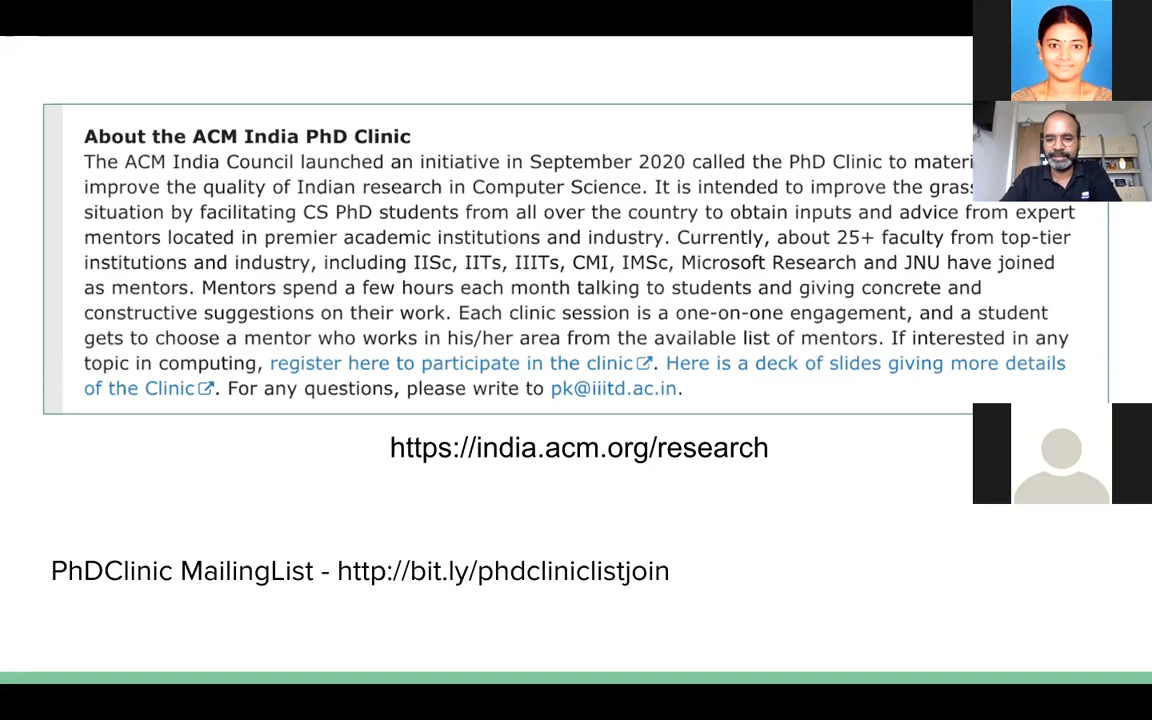 About the ACM India PhD Clinic
The ACM India Council launched an initiative in September 2020 called the PhD Clinic to
improve the quality of Indian research in Computer Science. It is intended to improve the
situation by facilitating CS PhD students from all over the country to obtain inputs and advice from expert
mentors located in premier academic institutions and industry. Currently, about 25+ faculty from top-tier
institutions and industry, including IISc, IITs, IIITs, CMI, IMSc, Microsoft Research and JNU have joined
as mentors. Mentors spend a few hours each month talking to students and giving concrete and
constructive suggestions on their work. Each clinic session is a one-on-one engagement, and a student
gets to choose a mentor who works in his/her area from the available list of mentors. If interested in any
topic in computing, register here to participate in the clinic. Here is a deck of slides giving more details
of the Clinic. For any questions, please write to pk@iiitd.ac.in.
https://india.acm.org/research
PhDClinic MailingList - http://bit.ly/phdcliniclistjoin